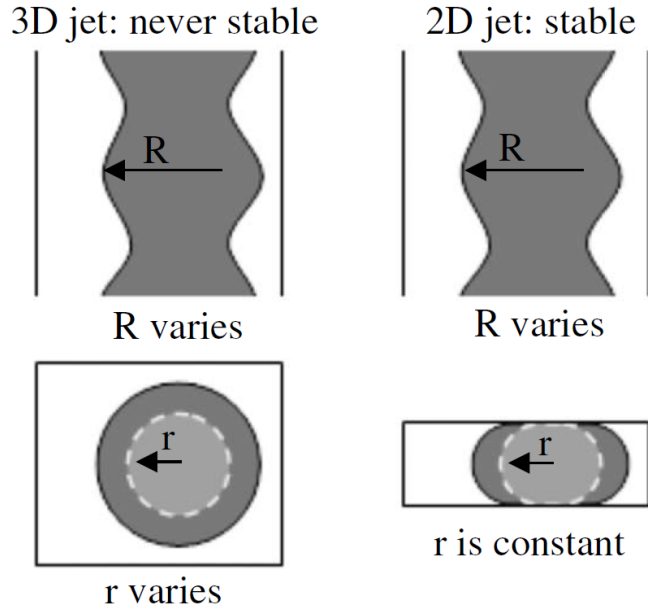 3D jet: never stable
2D jet: stable
R
R
R varies
R varies
r
r
r varies
r is constant